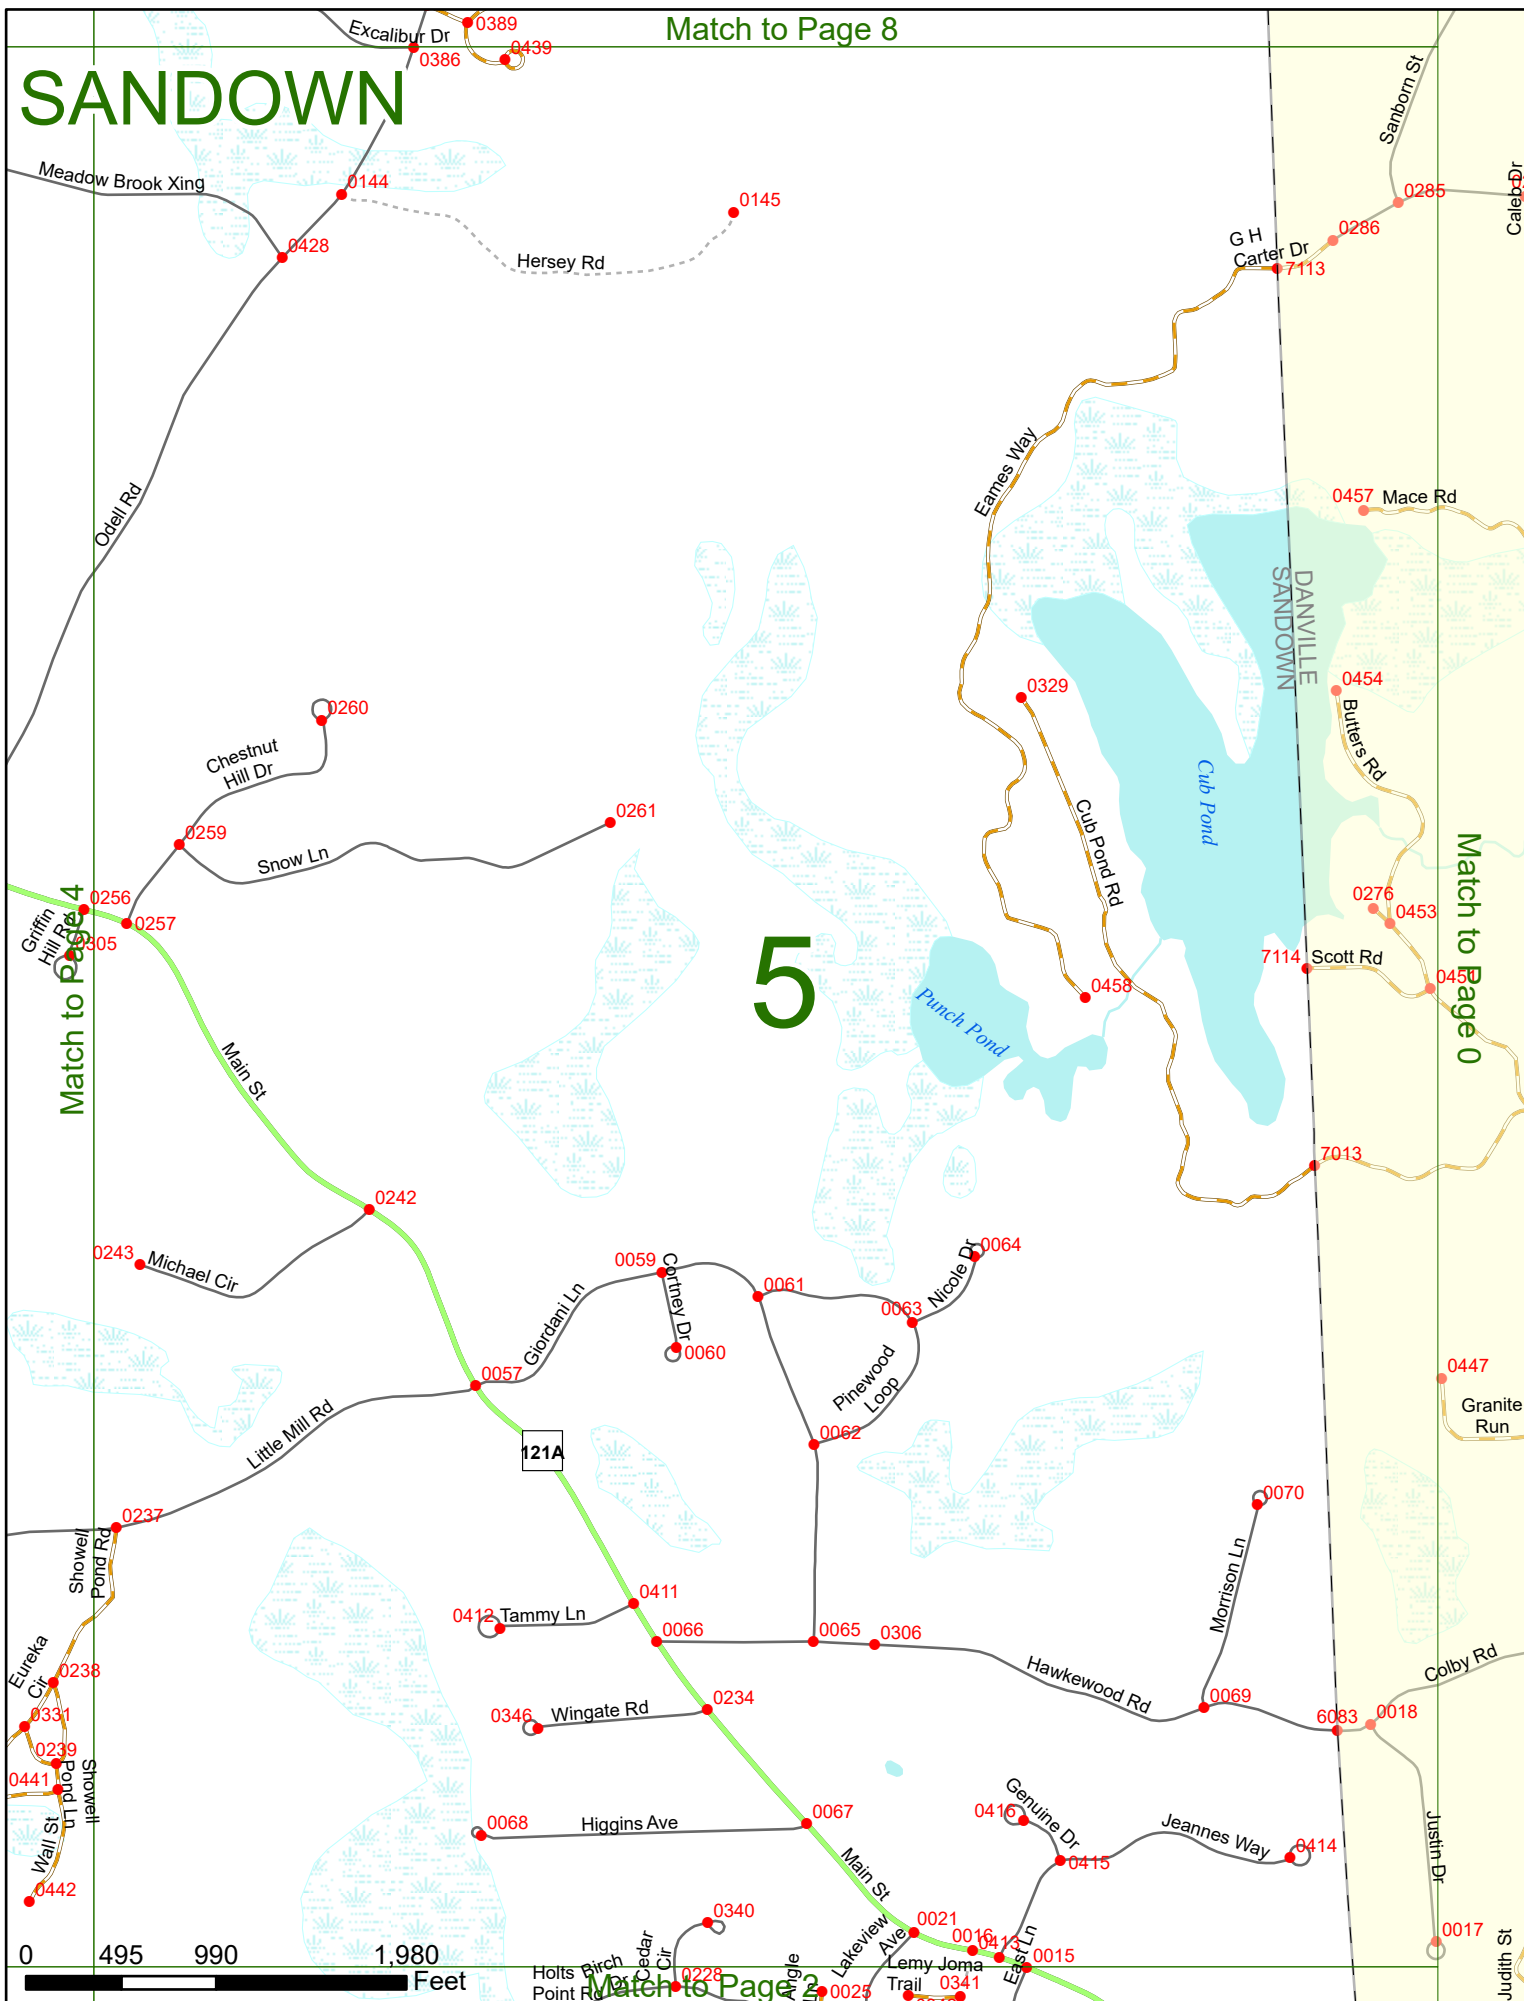 0389
Match to Page 8
Excalibur Dr
0439
0386
SANDOWN
Sanborn St
Meadow Brook Xing
0144
0145
0285
Caleb Dr
0286
G H
Carter Dr
7113
0428
Hersey Rd
Odell Rd
Eames Way
0457
Mace Rd
DANVILLE
SANDOWN
0454
Butters Rd
0329
0260
Chestnut
Hill Dr
Cub Pond
Cub Pond Rd
0261
0259
Snow Ln
Match to Page 4
Match to Page 0
0256
0257
Griffin
Hill Rd
0305
0276
0453
5
7114
Scott Rd
0451
0458
Punch Pond
Main St
7013
0242
0243
Michael Cir
0059
Cortney Dr
0061
0064
Nicole Dr
0063
Giordani Ln
0060
0057
Pinewood
Loop
0447
Granite
Run
Little Mill Rd
121A
0062
0070
0237
Showell
Pond Rd
Morrison Ln
0411
0412
Tammy Ln
0066
0065
0306
Eureka
Cir
0238
Hawkewood Rd
Colby Rd
0069
0331
0346
Wingate Rd
0234
6083
0018
0239
0441
Showell
Pond Ln
Wall St
0068
Higgins Ave
0067
0416
Genuine Dr
Jeannes Way
0414
0415
Justin Dr
0442
Main St
0340
Lakeview
Ave
0021
0016
0413
0015
East Ln
0017
Judith St
0
495
990
1,980
Feet
Cedar
Cir
Holts
Point Rd
Birch
Dr
0228
Match to Page 2
Angle
Ln
0025
Lemy Joma
Trail
0341